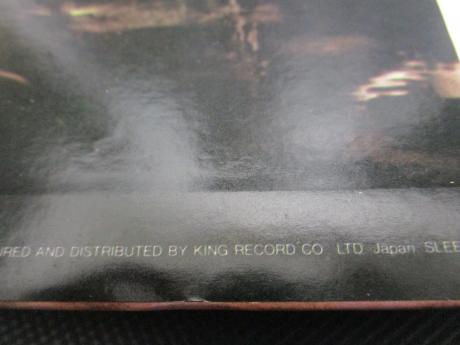 URED AND DISTRIBUTED BY KING RECORD CO LTD Japan SLEE